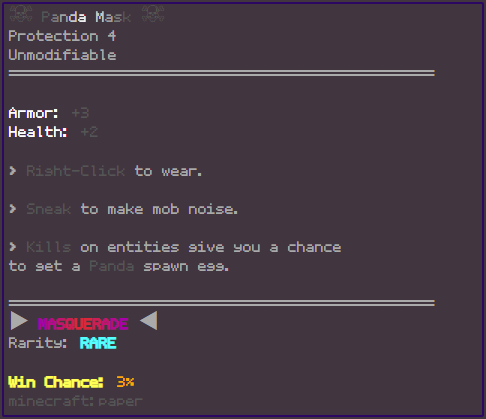 ☠ Panda Mask ☠
Protection 4
Unmodifiable
Armor: +3
Health: +2
> Right-Click to wear.
> Sneak to make mob noise.
> Kills on entities give you a chance
to get a Panda spawn egg.
▶ MASQUERADE ◀
Rarity: RARE
Win Chance: 3%
minecraft:paper